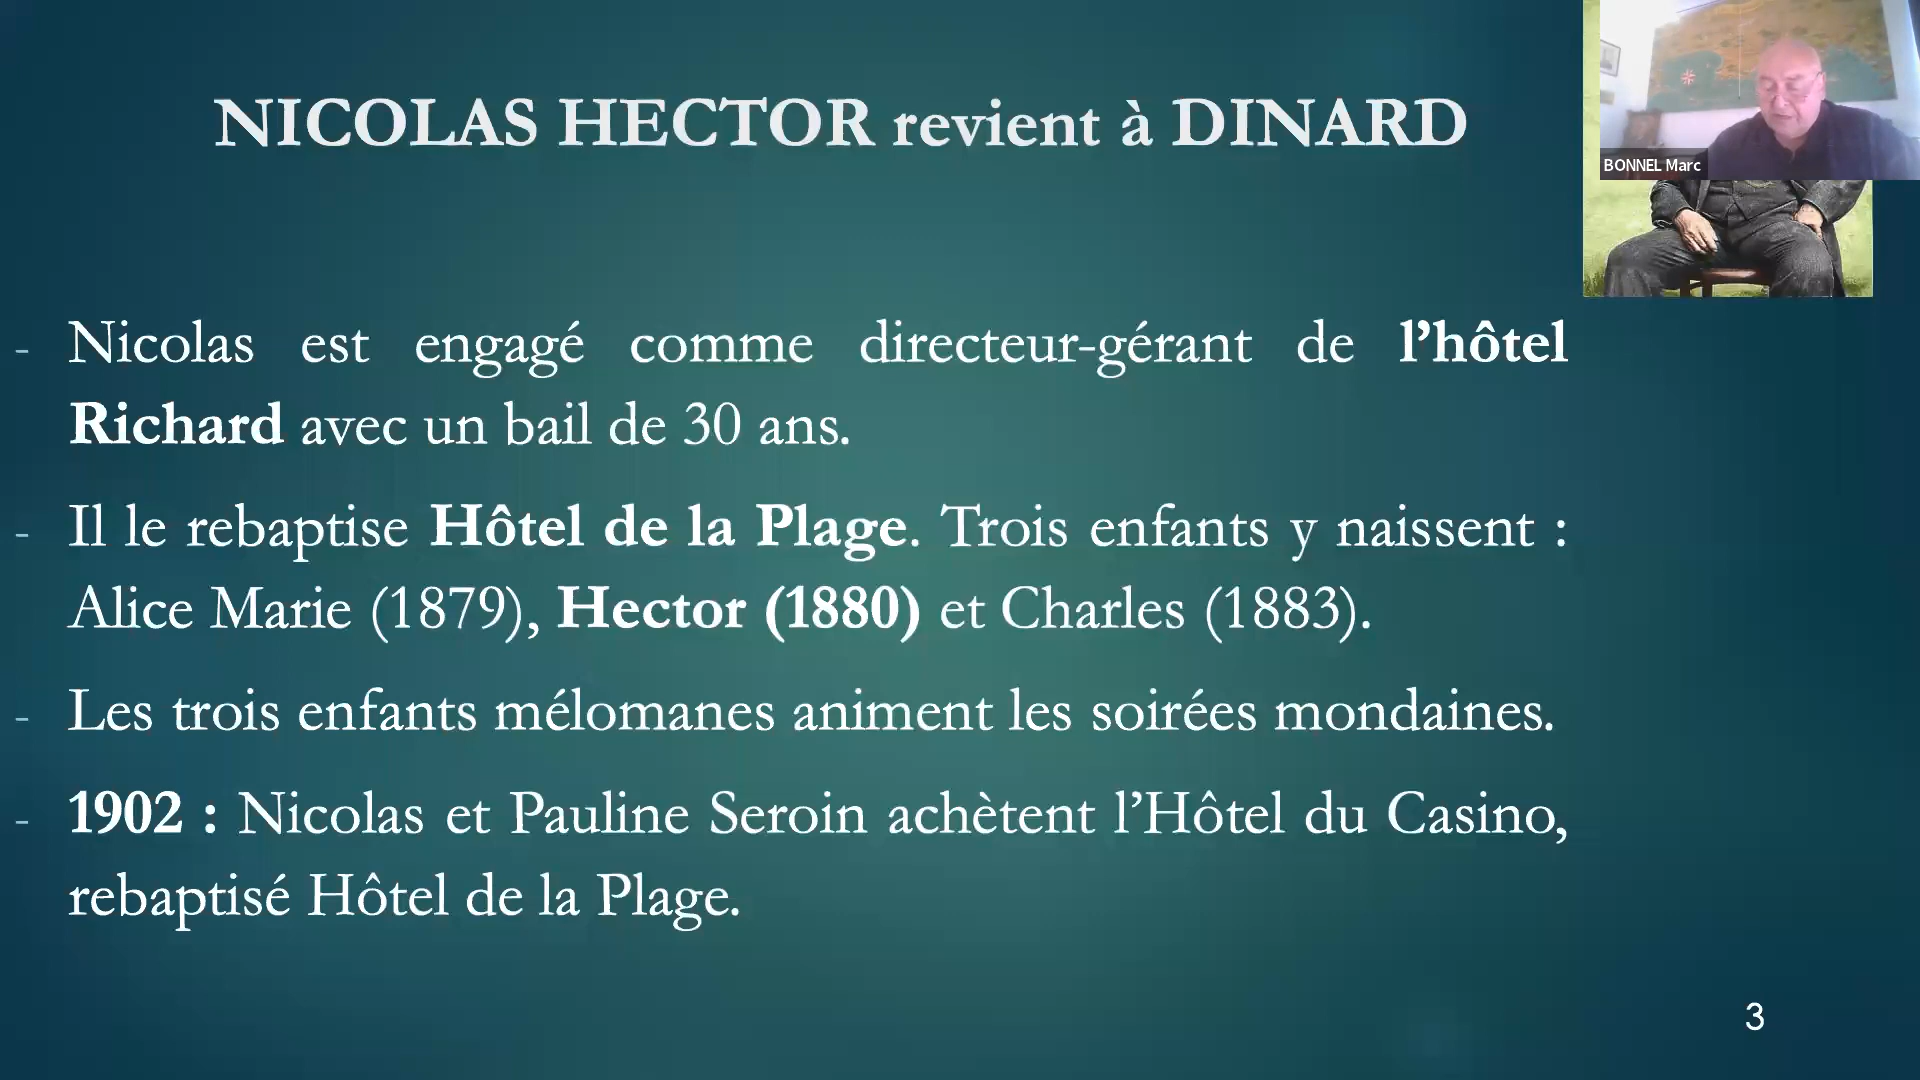 NICOLAS HECTOR revient à DINARD
BONNEL Marc
- Nicolas est engagé comme directeur-gérant de l’hôtel
Richard avec un bail de 30 ans.
- Il le rebaptise Hôtel de la Plage. Trois enfants y naissent :
Alice Marie (1879), Hector (1880) et Charles (1883).
- Les trois enfants mélomanes animent les soirées mondaines.
- 1902 : Nicolas et Pauline Seroin achètent l’Hôtel du Casino,
rebaptisé Hôtel de la Plage.
3